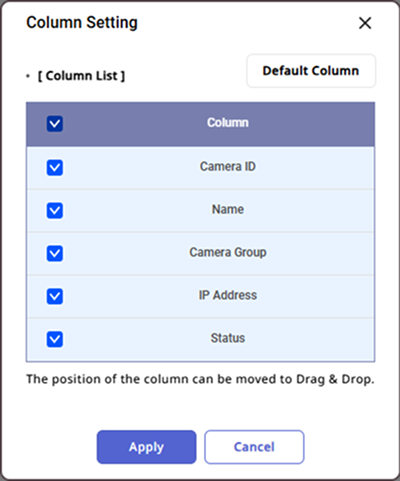 Column Setting
• [ Column List ]
Default Column
Column
Camera ID
Name
Camera Group
IP Address
Status
The position of the column can be moved to Drag & Drop.
Apply
Cancel